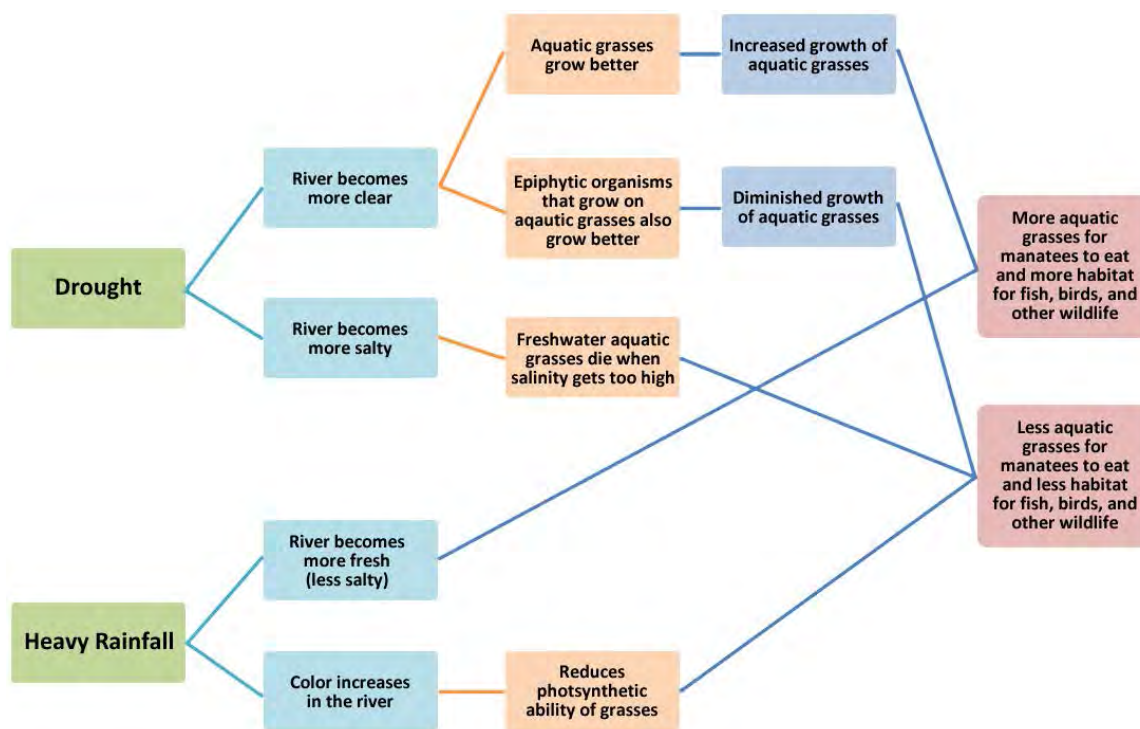 Aquatic grasses
grow better
Increased growth of
aquatic grasses
River becomes
more clear
Epiphytic organisms
that grow on
aqautic grasses also
grow better
Diminished growth
of aquatic grasses
More aquatic
grasses for
manatees to eat
and more habitat
for fish, birds, and
other wildlife
Drought
River becomes
more salty
Freshwater aquatic
grasses die when
salinity gets too high
Less aquatic
grasses for
manatees to eat
and less habitat
for fish, birds, and
other wildlife
River becomes
more fresh
(less salty)
Heavy Rainfall
Color increases
in the river
Reduces
photsynthetic
ability of grasses